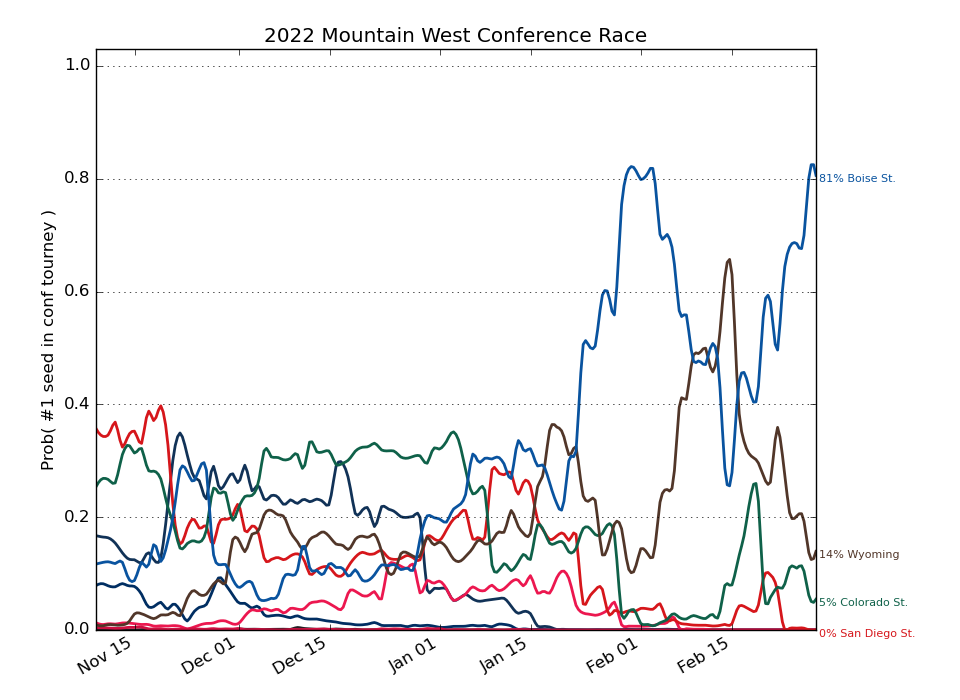 2022 Mountain West Conference Race
1.0
0.8
0.6
0.4
0.2
0.0
Prob( #1 seed in conf tourney )
81% Boise St.
14% Wyoming
5% Colorado St.
0% San Diego St.
Nov 15
Dec 01
Dec 15
Jan 01
Jan 15
Feb 01
Feb 15